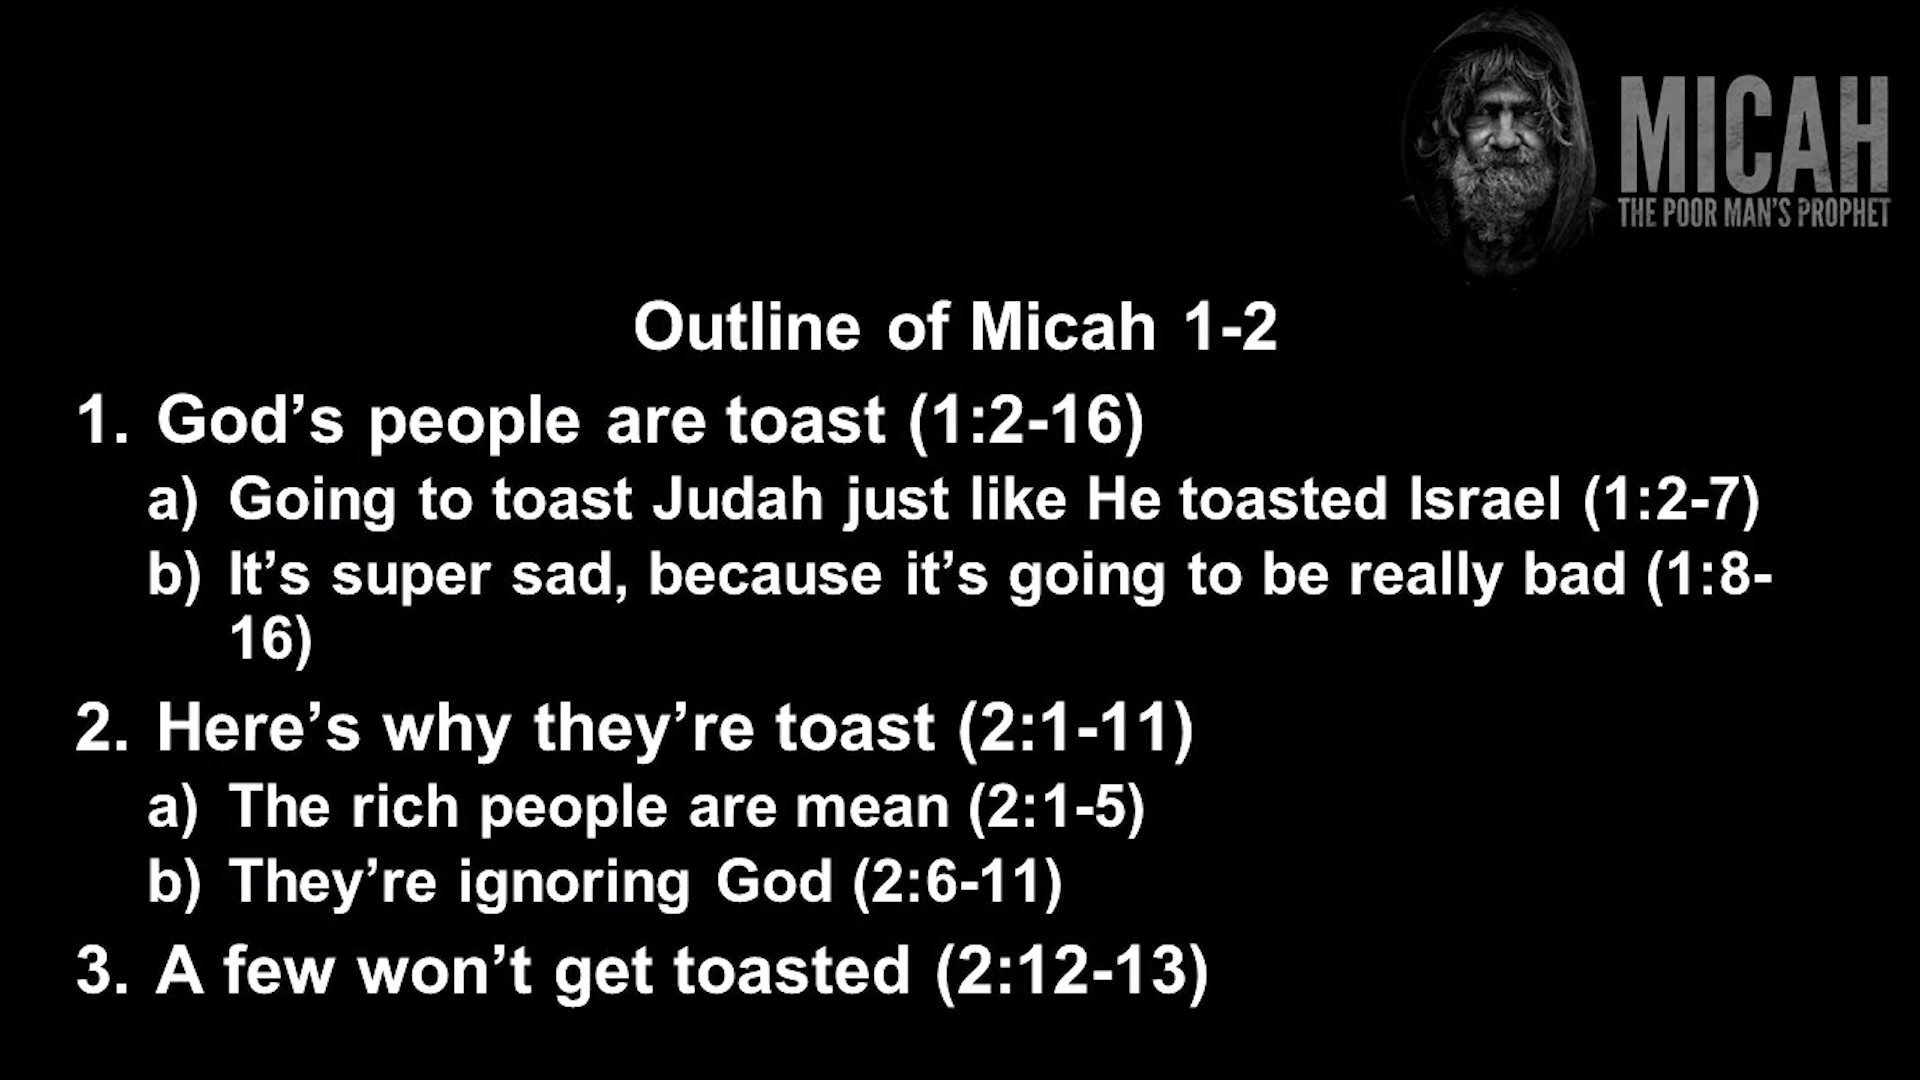 MICAH
THE POOR MAN'S PROPHET
Outline of Micah 1-2
1. God’s people are toast (1:2-16)
a) Going to toast Judah just like He toasted Israel (1:2-7)
b) It’s super sad, because it’s going to be really bad (1:8-
16)
2. Here’s why they’re toast (2:1-11)
a) The rich people are mean (2:1-5)
b) They’re ignoring God (2:6-11)
3. A few won’t get toasted (2:12-13)